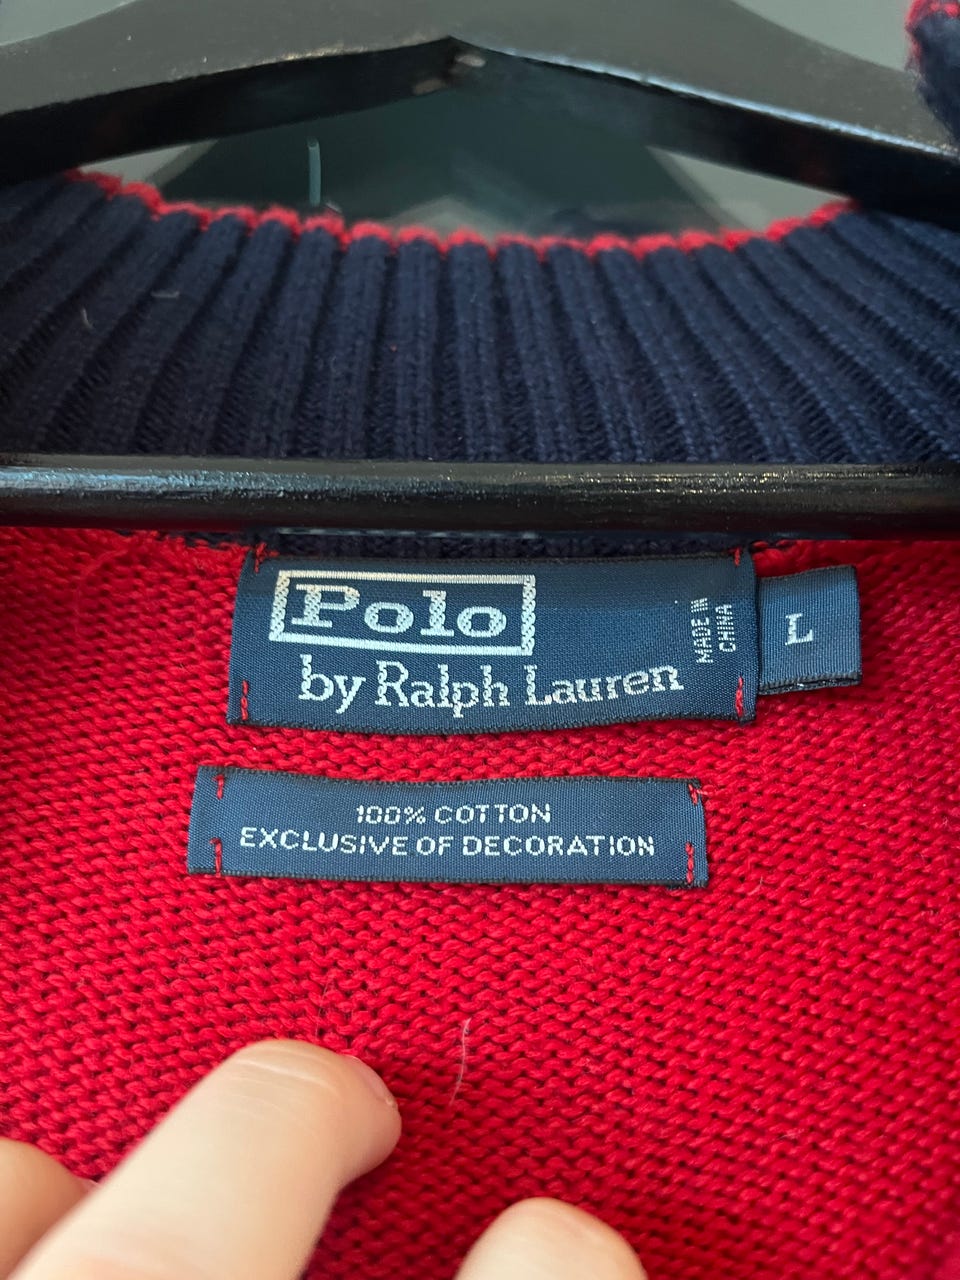 Polo
by Ralph Lauren
MADE IN
CHINA
L
100% COTTON
EXCLUSIVE OF DECORATION